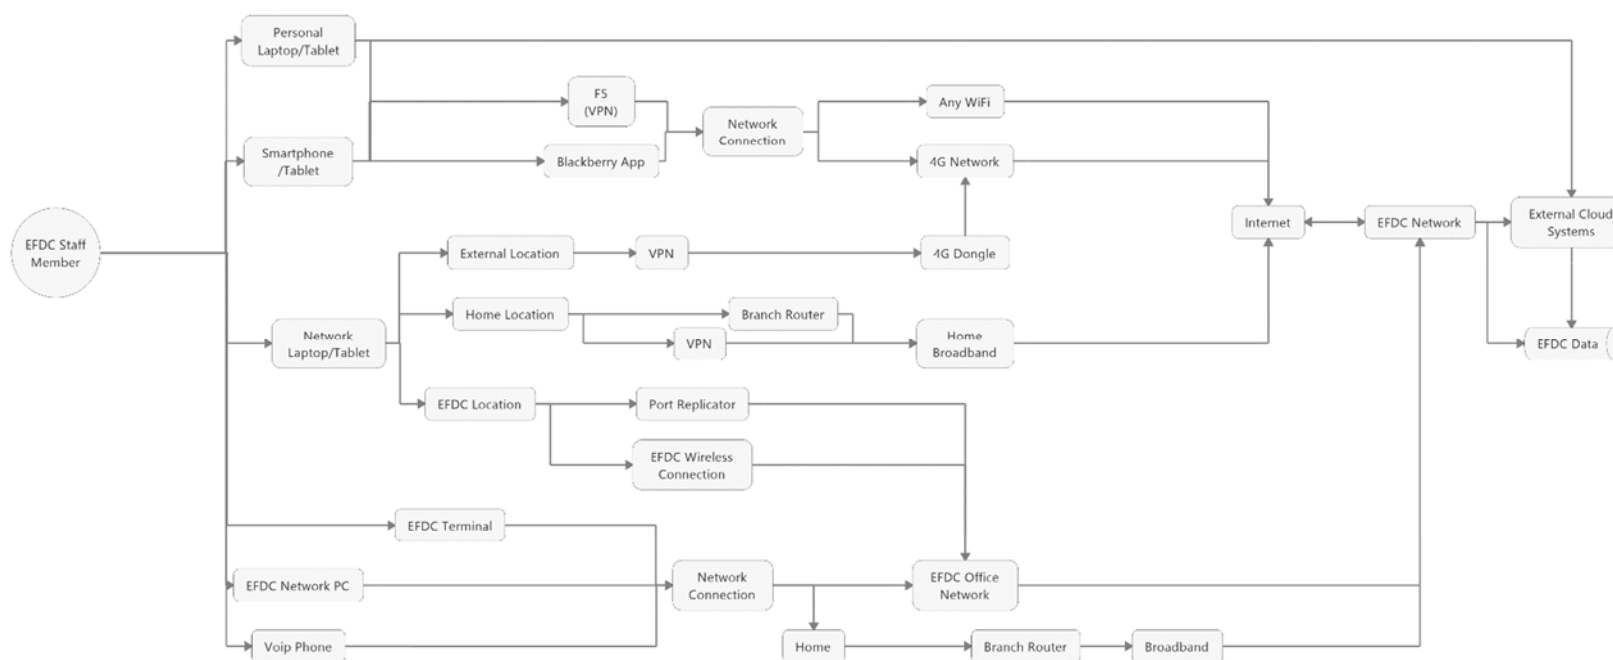 Personal
Laptop/Tablet
F5
(VPN)
Any WiFi
Network
Connection
Smartphone
/Tablet
Blackberry App
4G Network
EFDC Staff
Member
Internet
EFDC Network
External Cloud
Systems
External Location
VPN
4G Dongle
Home Location
Branch Router
Network
Laptop/Tablet
VPN
Home
Broadband
EFDC Data
EFDC Location
Port Replicator
EFDC Wireless
Connection
EFDC Terminal
EFDC Network PC
Network
Connection
EFDC Office
Network
Voip Phone
Home
Branch Router
Broadband